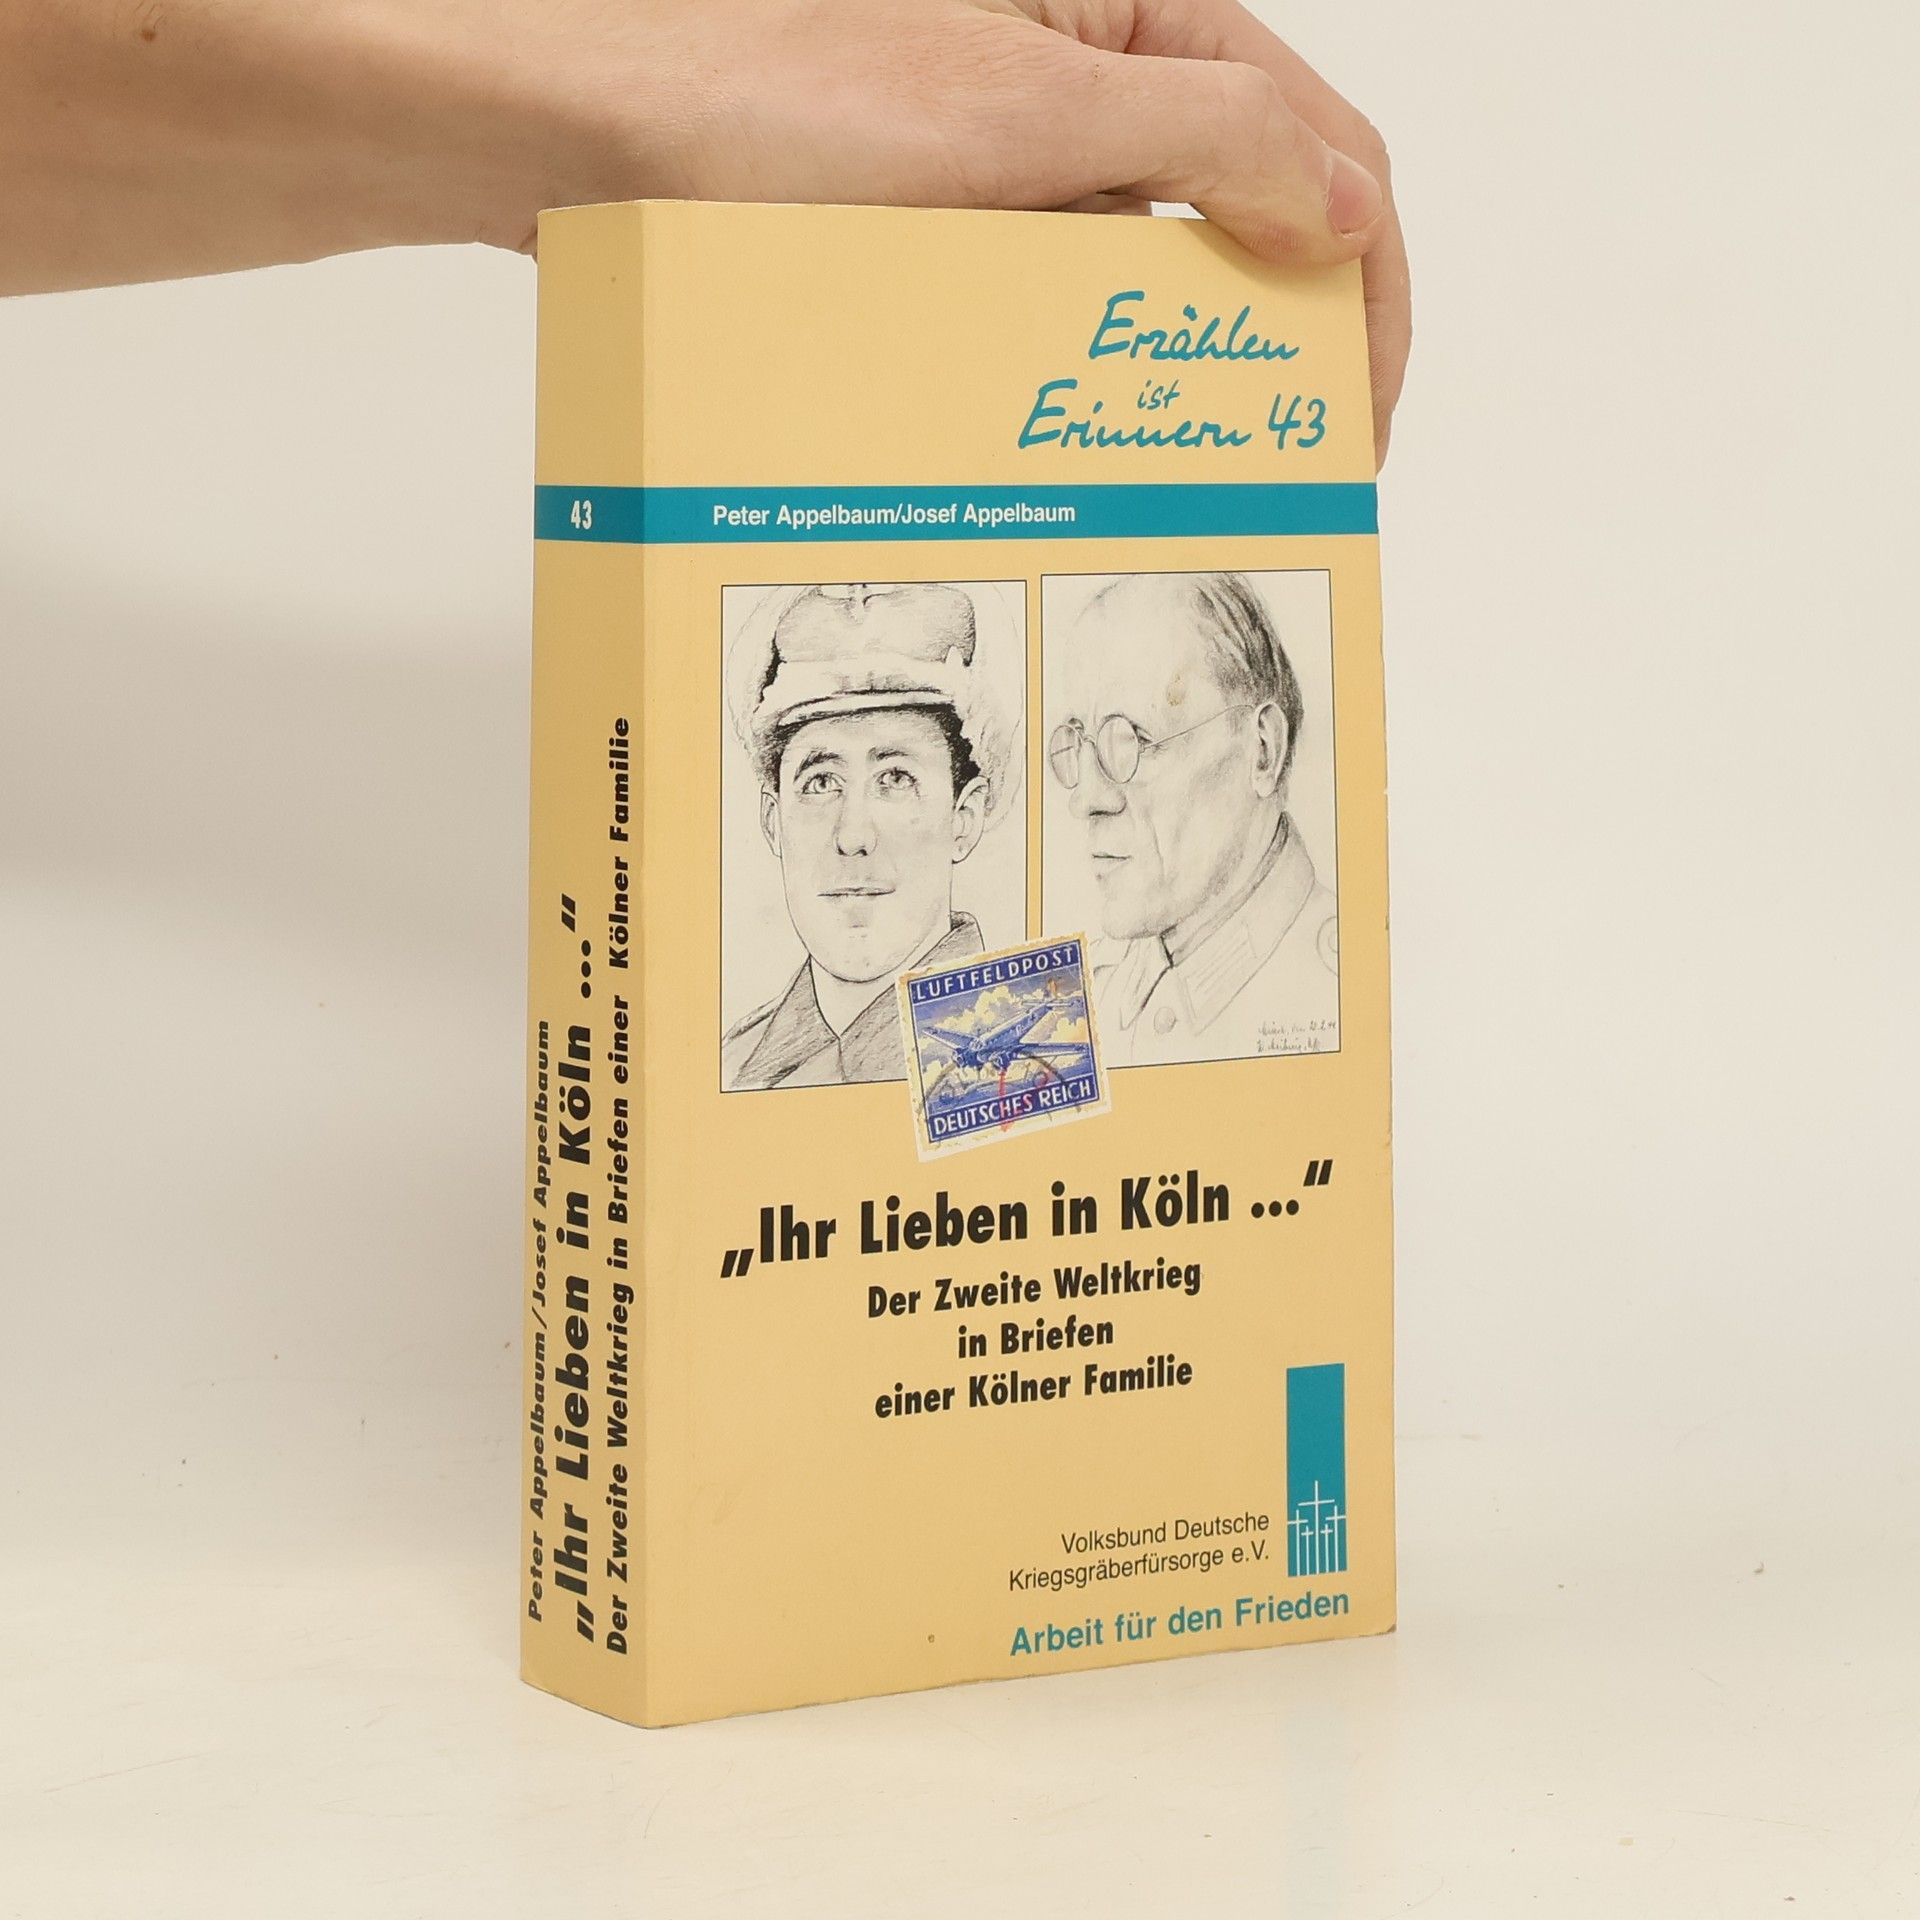 Erzählen
ist
Erinnern 43
43
Peter Appelbaum/Josef Appelbaum
LUFTFELDPOST
DEUTSCHES REICH
„Ihr Lieben in Köln ...“
Der Zweite Weltkrieg
in Briefen
einer Kölner Familie
Volksbund Deutsche
Kriegsgräberfürsorge e.V.
Arbeit für den Frieden
Peter Appelbaum/Josef Appelbaum
„Ihr Lieben in Köln ...“
Der Zweite Weltkrieg in Briefen einer Kölner Familie